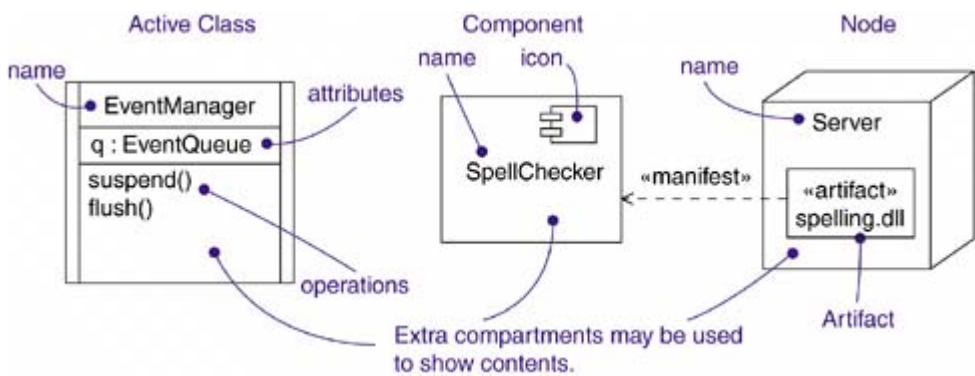 Active Class
Component
Node
name
icon
name
name
attributes
EventManager
Server
q : EventQueue
SpellChecker
«manifest»
«artifact»
suspend()
spelling.dll
flush()
operations
Artifact
Extra compartments may be used
to show contents.